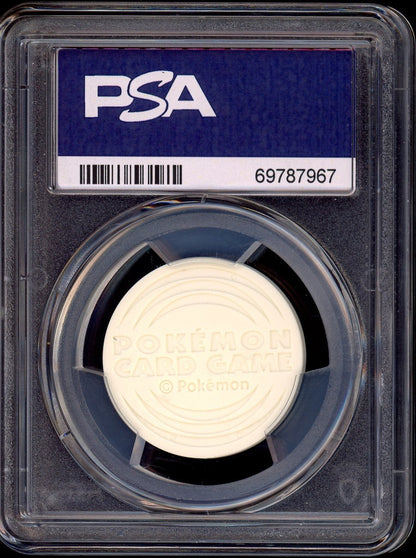 PSA
69787967
POKÉMON
CARD GAME
© Pokémon